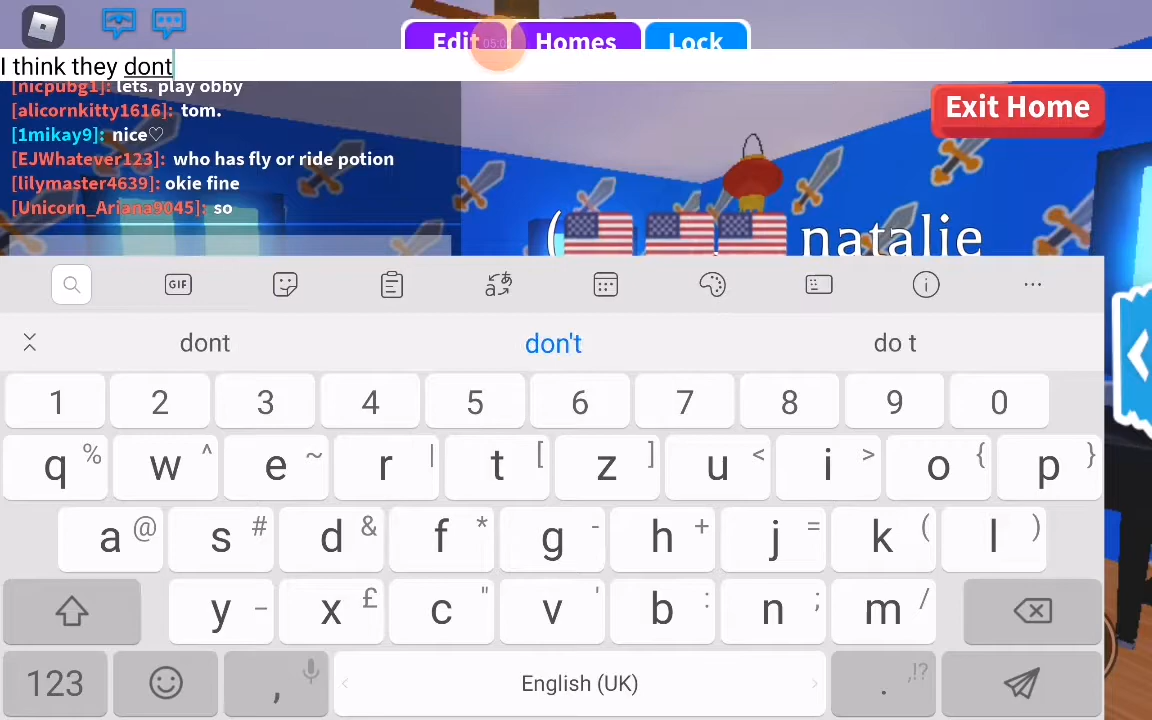 Edit 05:0 Homes Lock
I think they dont
[nicpubg1]: lets. play obby
[alicornkitty1616]: tom.
[1mikay9]: nice♡
[EJWhatever123]: who has fly or ride potion
[lilymaster4639]: okie fine
[Unicorn_Ariana9045]: so
Exit Home
(🇺🇸🇺🇸🇺🇸 natalie
GIF
dont don't do t
1 2 3 4 5 6 7 8 9 0
q % w ^ e ~ r | t [ z ] u < i > o { p }
a @ s # d & f * g - h + j = k ( l )
y – x £ c " v ' b : n ; m /
123 , English (UK) . ,!?